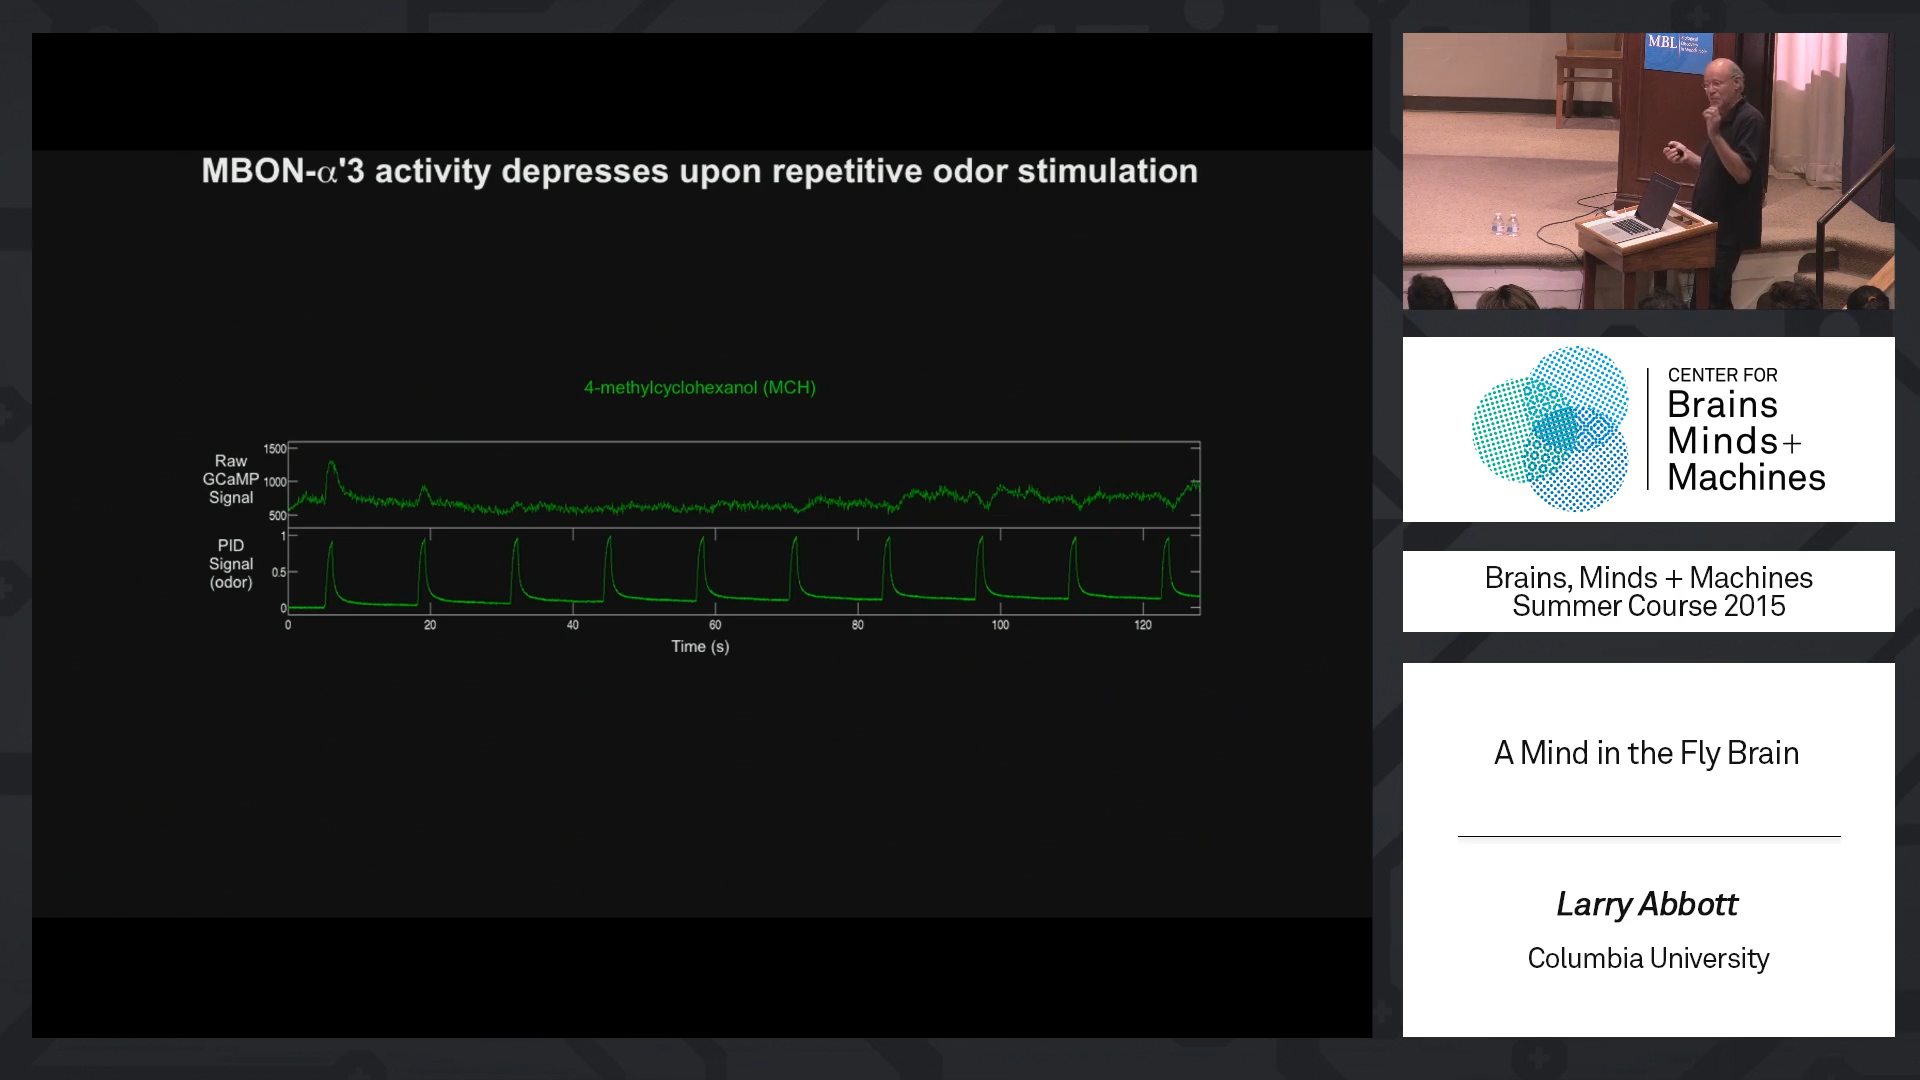 MBON-α'3 activity depresses upon repetitive odor stimulation
4-methylcyclohexanol (MCH)
Raw
GCaMP
Signal
1500
1000
500
PID
Signal
(odor)
1
0.5
0
0
20
40
60
80
100
120
Time (s)
MBL
CENTER FOR
Brains
Minds+
Machines
Brains, Minds + Machines
Summer Course 2015
A Mind in the Fly Brain
Larry Abbott
Columbia University